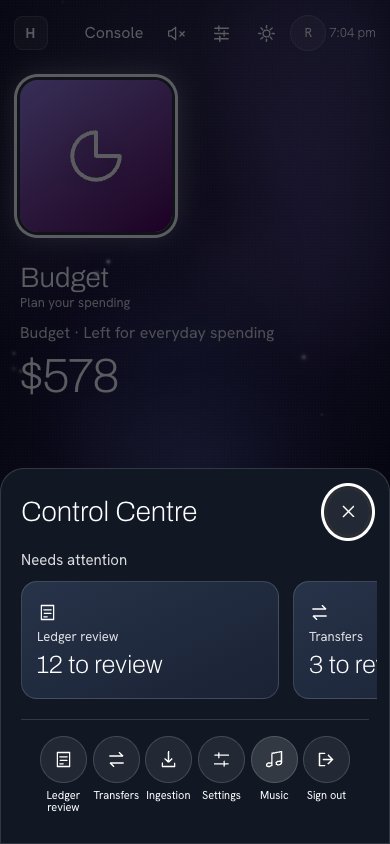 H
Console
R
7:04 pm
Budget
Plan your spending
Budget · Left for everyday spending
$578
Control Centre
Needs attention
Ledger review
12 to review
Transfers
3 to re
Ledger
review
Transfers
Ingestion
Settings
Music
Sign out